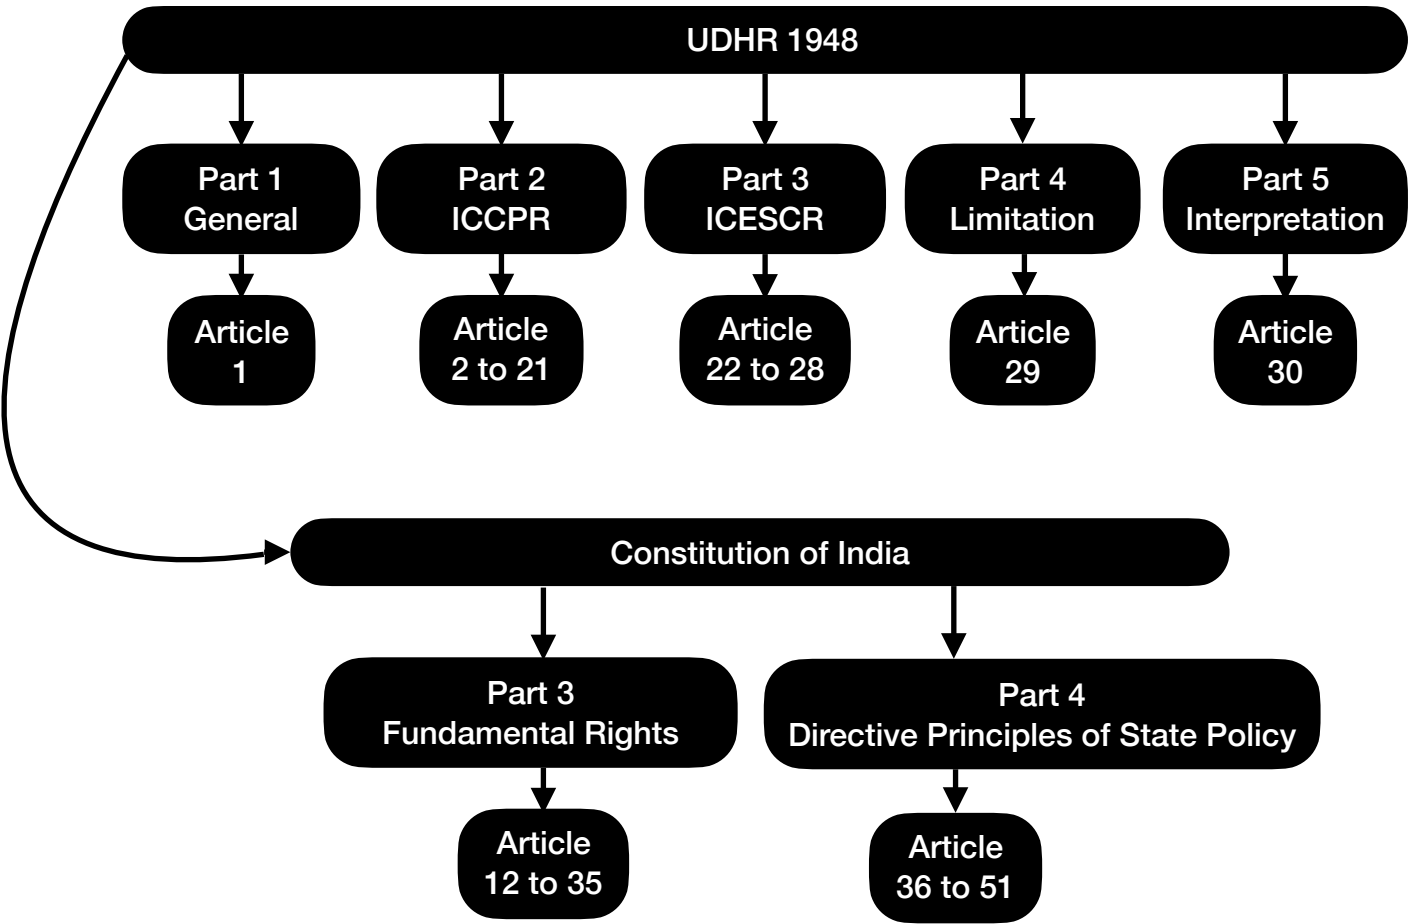 UDHR 1948
Part 1
General
Part 2
ICCPR
Part 3
ICESCR
Part 4
Limitation
Part 5
Interpretation
Article
1
Article
2 to 21
Article
22 to 28
Article
29
Article
30
Constitution of India
Part 3
Fundamental Rights
Part 4
Directive Principles of State Policy
Article
12 to 35
Article
36 to 51